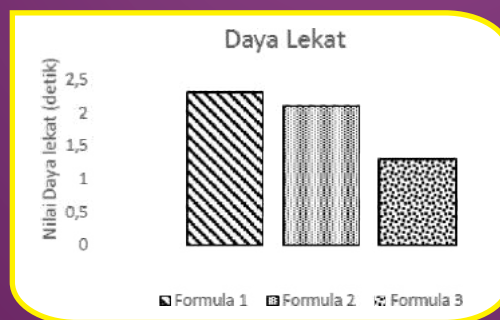 Daya Lekat
Nilai Daya lekat (detik)
2,5
2
1,5
1
0,5
0
Formula 1 Formula 2 Formula 3